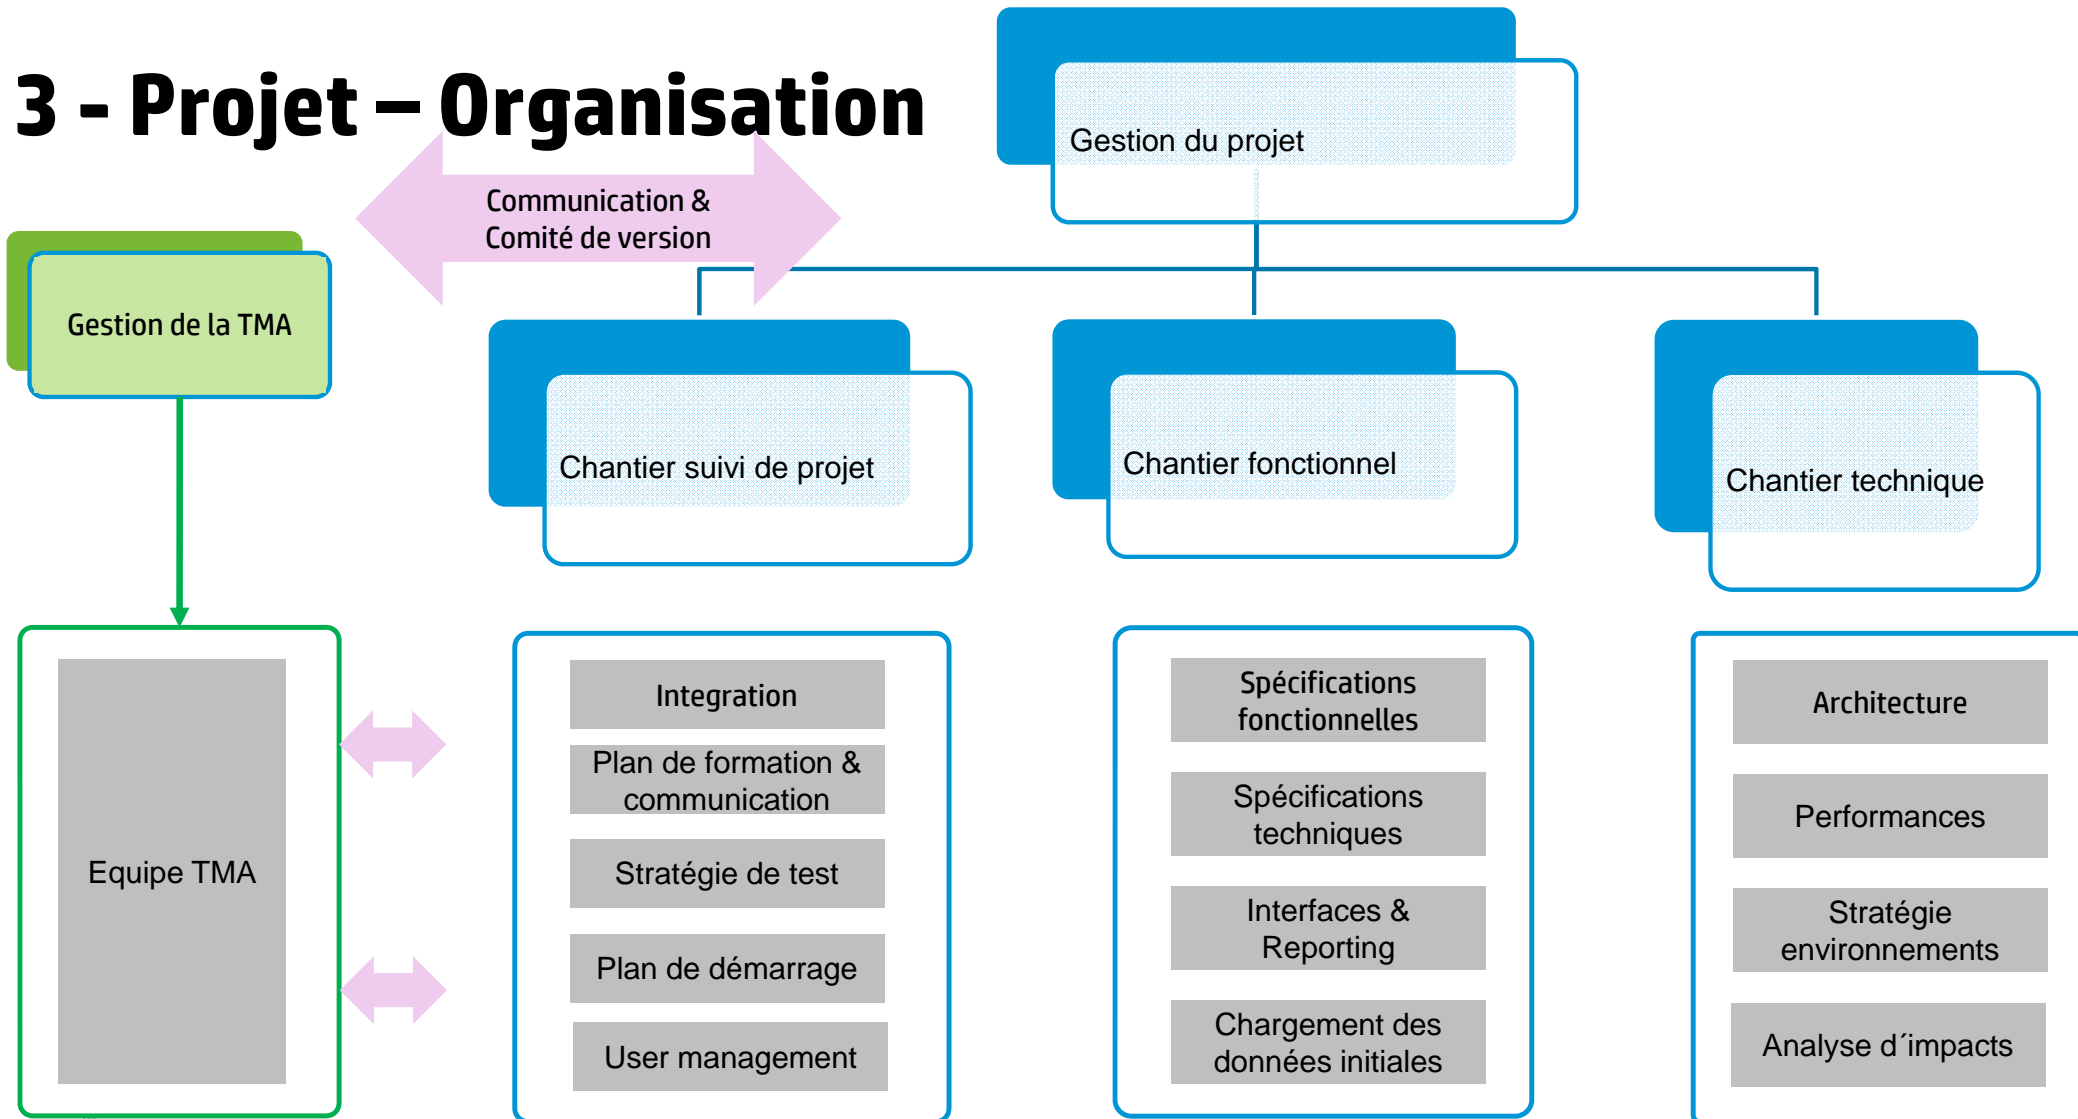 3 - Projet – Organisation
Gestion du projet
Communication &
Comité de version
Gestion de la TMA
Chantier suivi de projet
Chantier fonctionnel
Chantier technique
Equipe TMA
Integration
Plan de formation &
communication
Stratégie de test
Plan de démarrage
User management
Spécifications
fonctionnelles
Spécifications
techniques
Interfaces &
Reporting
Chargement des
données initiales
Architecture
Performances
Stratégie
environnements
Analyse d´impacts